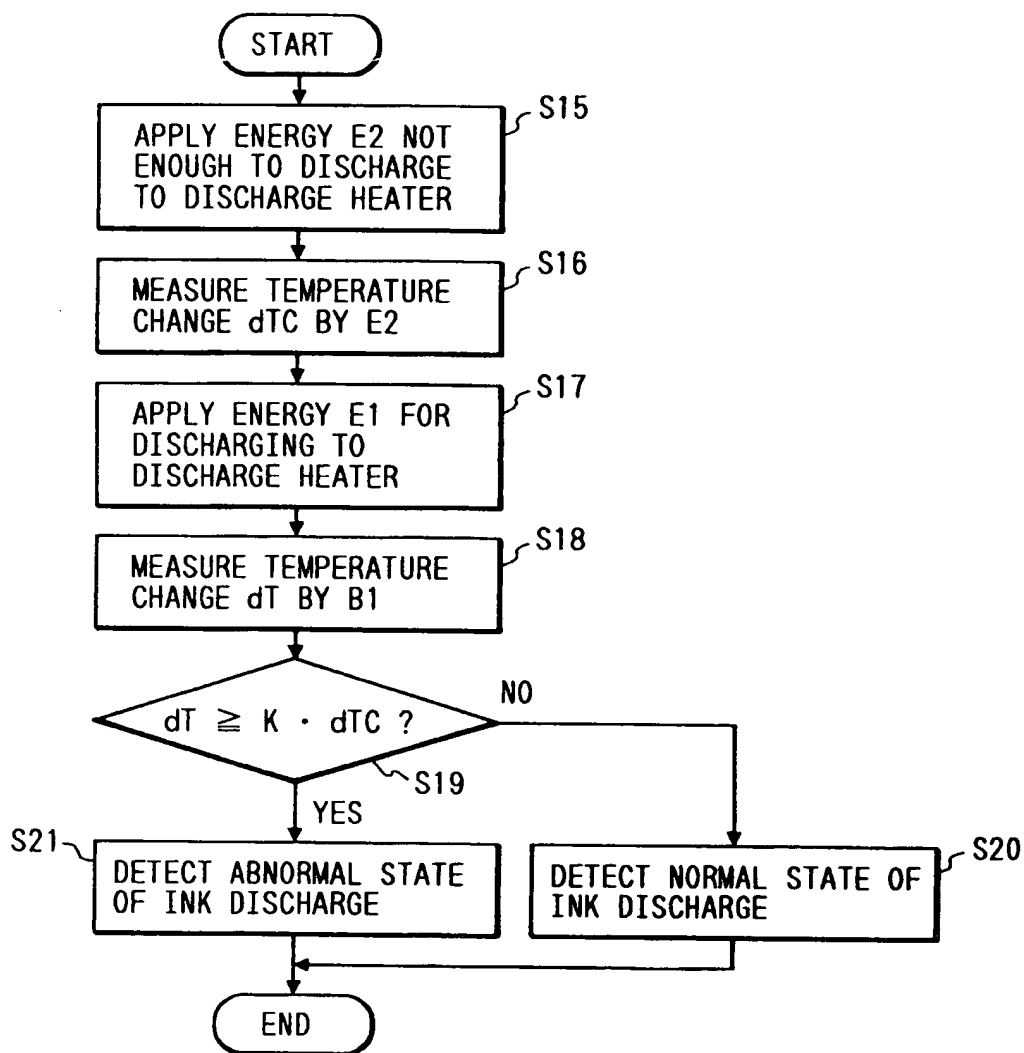 START
S15
APPLY ENERGY E2 NOT
ENOUGH TO DISCHARGE
TO DISCHARGE HEATER
S16
MEASURE TEMPERATURE
CHANGE dTC BY E2
S17
APPLY ENERGY E1 FOR
DISCHARGING TO
DISCHARGE HEATER
S18
MEASURE TEMPERATURE
CHANGE dT BY B1
NO
dT ≧ K · dTC ?
S19
YES
S21
DETECT ABNORMAL STATE
OF INK DISCHARGE
S20
DETECT NORMAL STATE OF
INK DISCHARGE
END